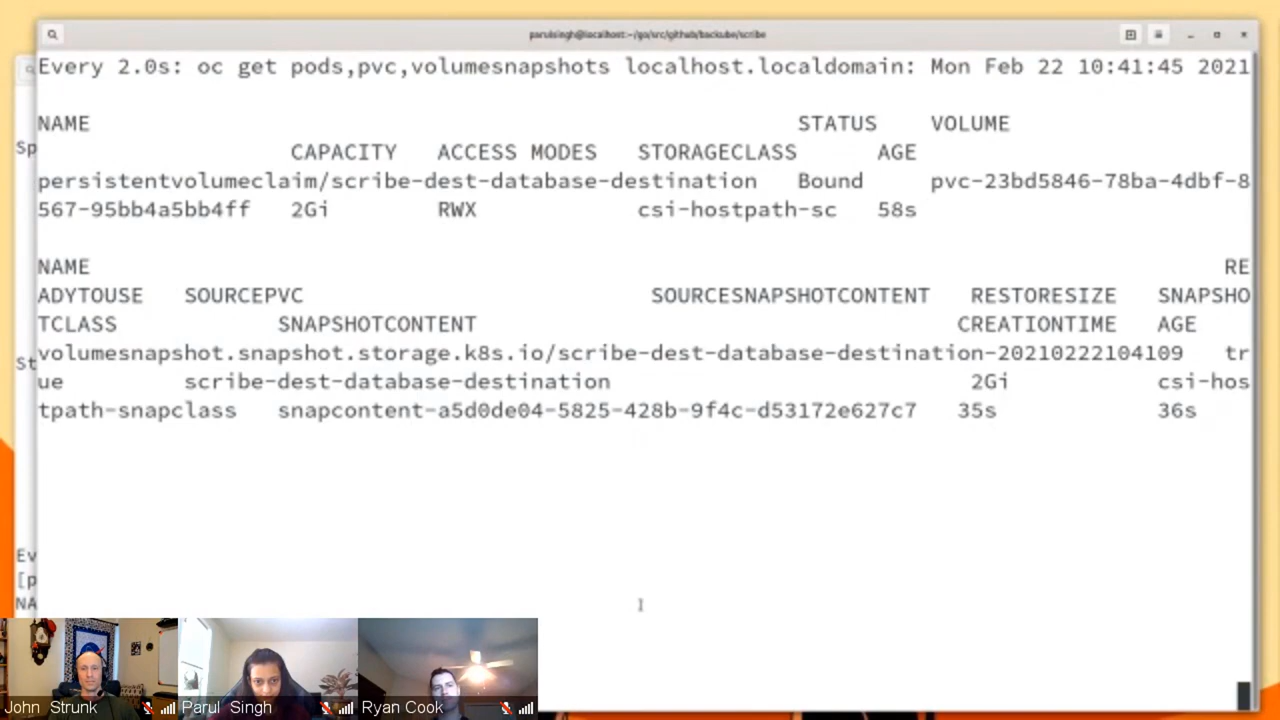 parulsingh@localhost:~/go/src/github/backube/scribe
Every 2.0s: oc get pods,pvc,volumesnapshots localhost.localdomain: Mon Feb 22 10:41:45 2021
NAME STATUS VOLUME
CAPACITY ACCESS MODES STORAGECLASS AGE
persistentvolumeclaim/scribe-dest-database-destination Bound pvc-23bd5846-78ba-4dbf-8
567-95bb4a5bb4ff 2Gi RWX csi-hostpath-sc 58s
NAME RE
ADYTOUSE SOURCEPVC SOURCESNAPSHOTCONTENT RESTORESIZE SNAPSHO
TCLASS SNAPSHOTCONTENT CREATIONTIME AGE
volumesnapshot.snapshot.storage.k8s.io/scribe-dest-database-destination-20210222104109 tr
ue scribe-dest-database-destination 2Gi csi-hos
tpath-snapclass snapcontent-a5d0de04-5825-428b-9f4c-d53172e627c7 35s 36s
Sp
St
Ev
[p
NA
John Strunk
Parul Singh
Ryan Cook